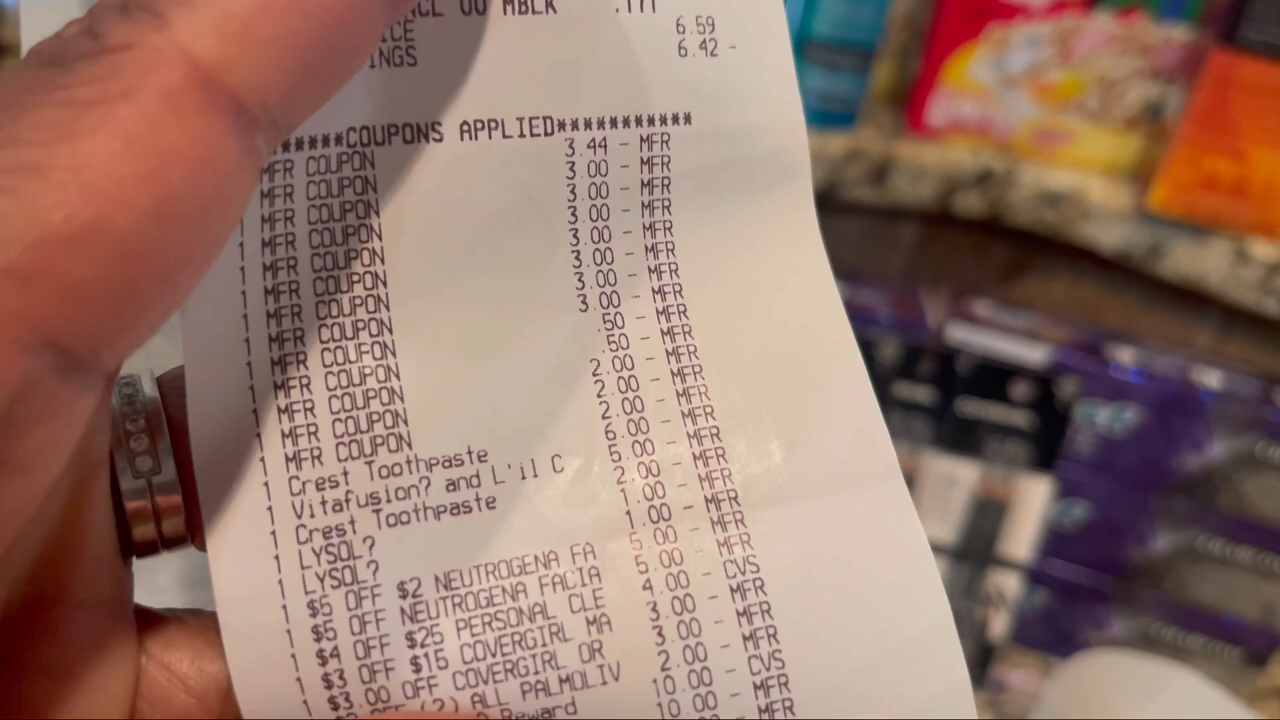 CL OO MBLK .177
ICE 6.59
INGS 6.42 -
*****COUPONS APPLIED***********
MFR COUPON 3.44 - MFR
MFR COUPON 3.00 - MFR
MFR COUPON 3.00 - MFR
1 MFR COUPON 3.00 - MFR
1 MFR COUPON 3.00 - MFR
1 MFR COUPON 3.00 - MFR
1 MFR COUPON 3.00 - MFR
1 MFR COUPON 3.00 - MFR
1 MFR COUPON .50 - MFR
1 MFR COUPON .50 - MFR
1 MFR COUPON 2.00 - MFR
1 MFR COUPON 2.00 - MFR
1 MFR COUPON 2.00 - MFR
1 Crest Toothpaste 6.00 - MFR
1 Vitafusion? and L'il C 5.00 - MFR
1 Crest Toothpaste 2.00 - MFR
1 LYSOL? 1.00 - MFR
1 LYSOL? 1.00 - MFR
1 $5 OFF $2 NEUTROGENA FA 5.00 - MFR
1 $5 OFF NEUTROGENA FACIA 5.00 - MFR
1 $4 OFF $25 PERSONAL CLE 4.00 - CVS
1 $3 OFF $15 COVERGIRL MA 3.00 - MFR
1 $3.00 OFF COVERGIRL OR 3.00 - MFR
OFF (2) ALL PALMOLIV 2.00 - MFR
Reward 10.00 - CVS
10.00 - MFR